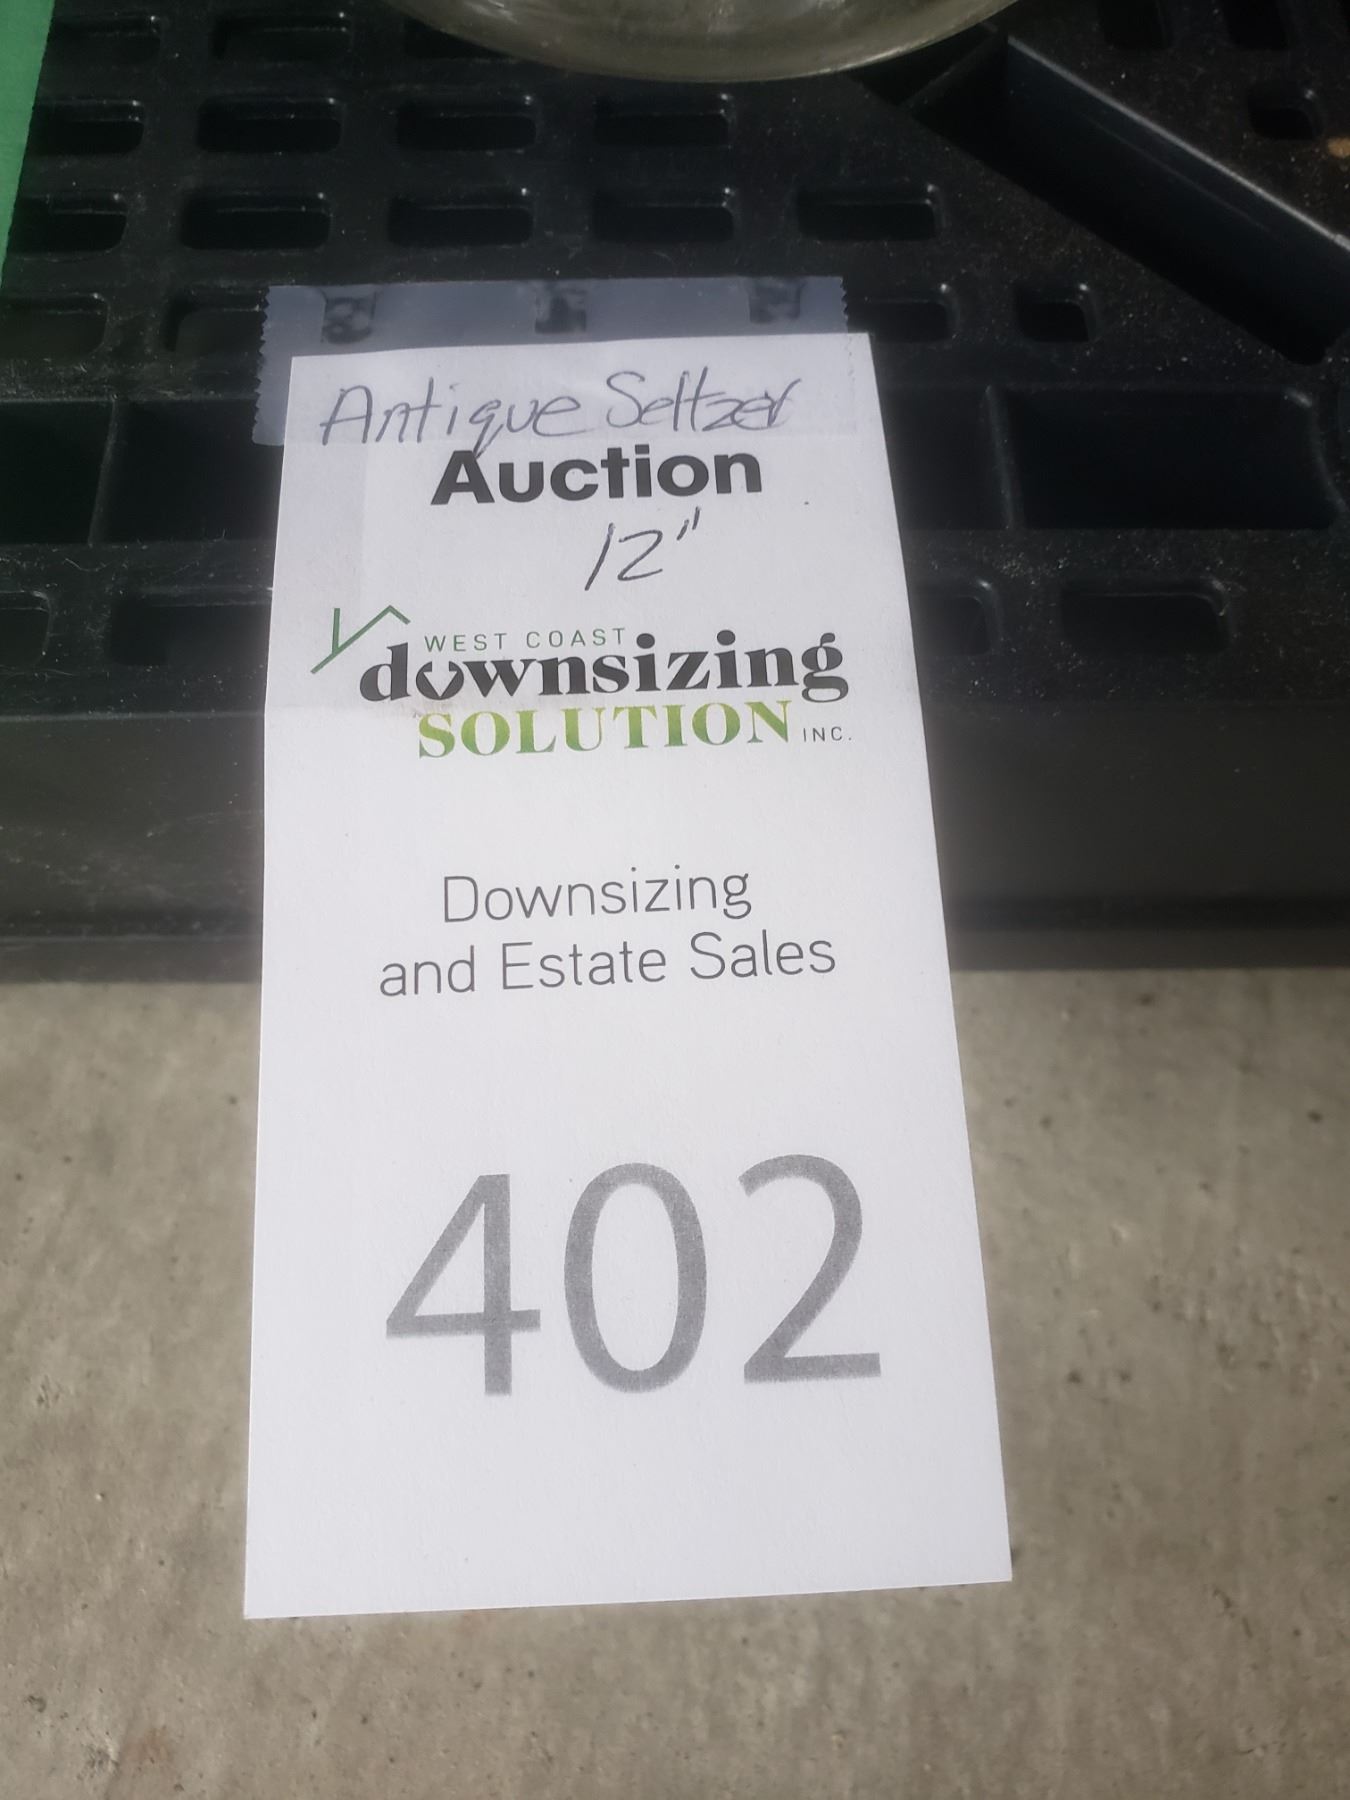 Antique Seltzer
Auction
12"
WEST COAST
downsizing
SOLUTION INC.
Downsizing
and Estate Sales
402